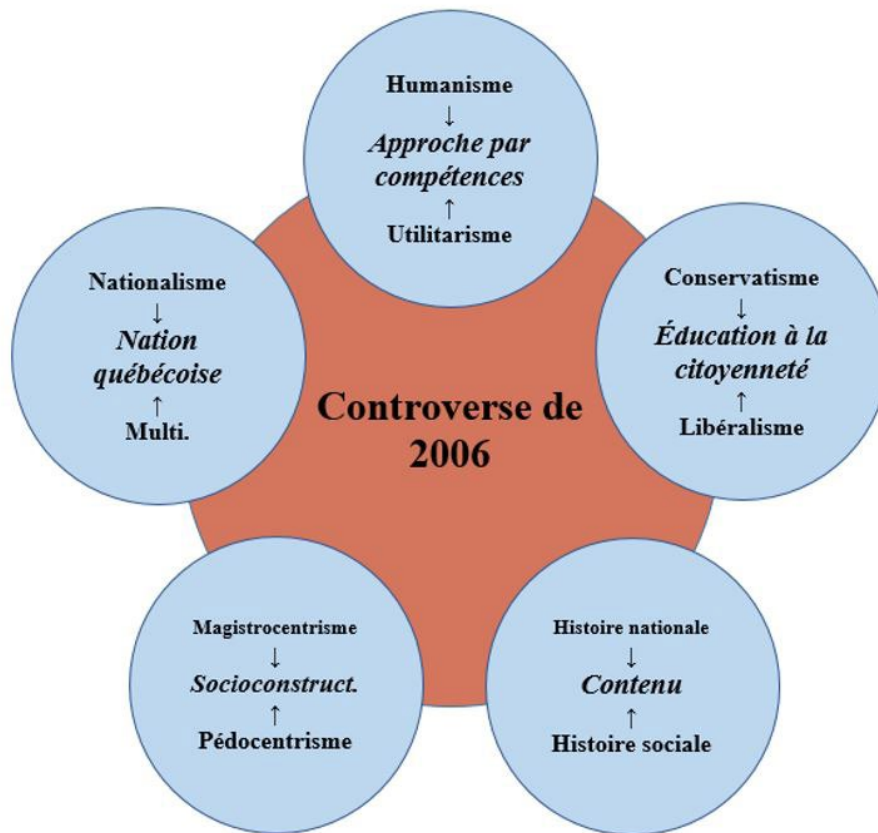 Humanisme
↓
Approche par
compétences
↑
Utilitarisme
Nationalisme
↓
Nation
québécoise
↑
Multi.
Conservatisme
↓
Éducation à la
citoyenneté
↑
Libéralisme
Controverse de
2006
Magistrocentrisme
↓
Socioconstruct.
↑
Pédocentrisme
Histoire nationale
↓
Contenu
↑
Histoire sociale